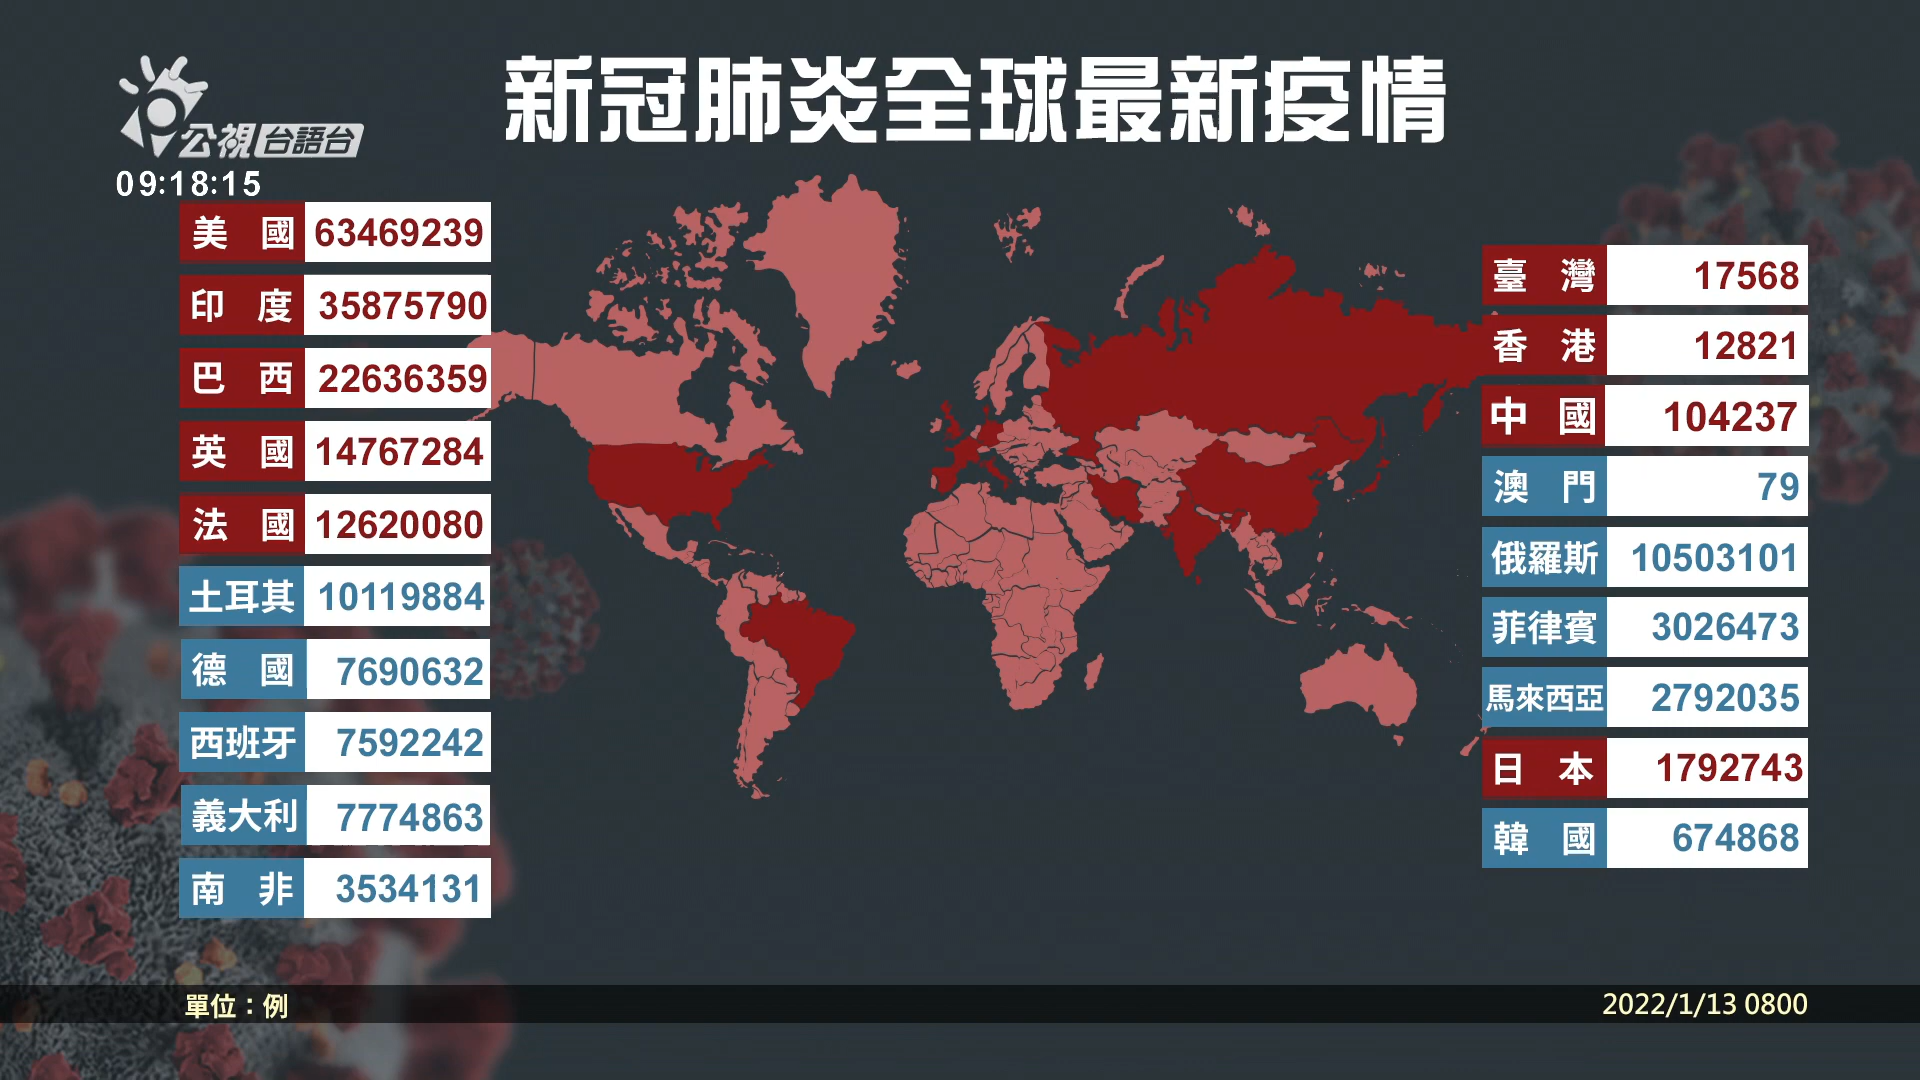 新冠肺炎全球最新疫情
公視台語台
09:18:15
美國 63469239
印度 35875790
巴西 22636359
英國 14767284
法國 12620080
土耳其 10119884
德國 7690632
西班牙 7592242
義大利 7774863
南非 3534131
臺灣 17568
香港 12821
中國 104237
澳門 79
俄羅斯 10503101
菲律賓 3026473
馬來西亞 2792035
日本 1792743
韓國 674868
單位：例
2022/1/13 0800